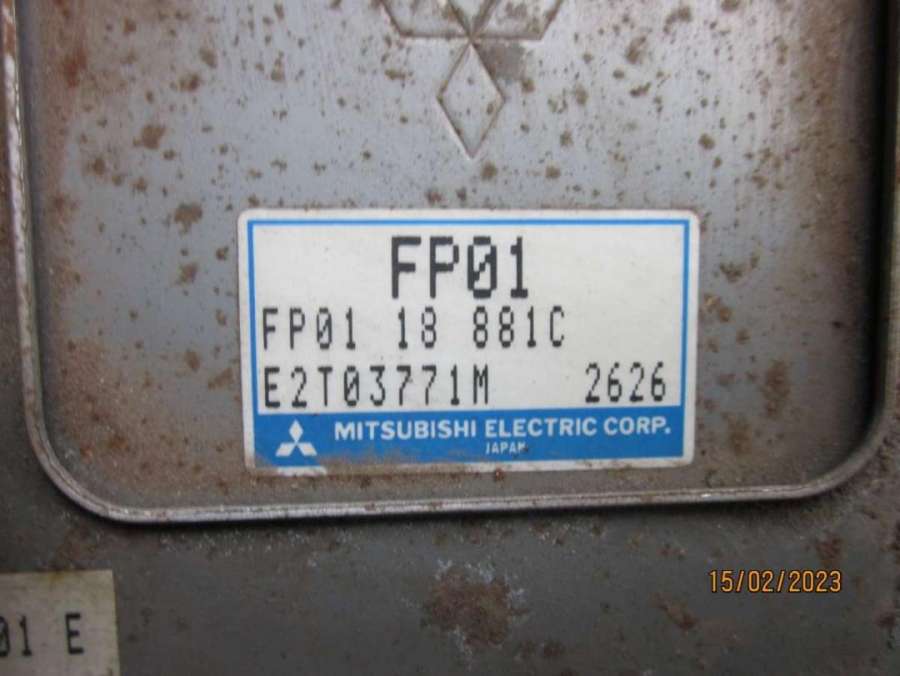 FP01
FP01 18 881C
E2T03771M 2626
MITSUBISHI ELECTRIC CORP.
JAPAN
01 E
15/02/2023